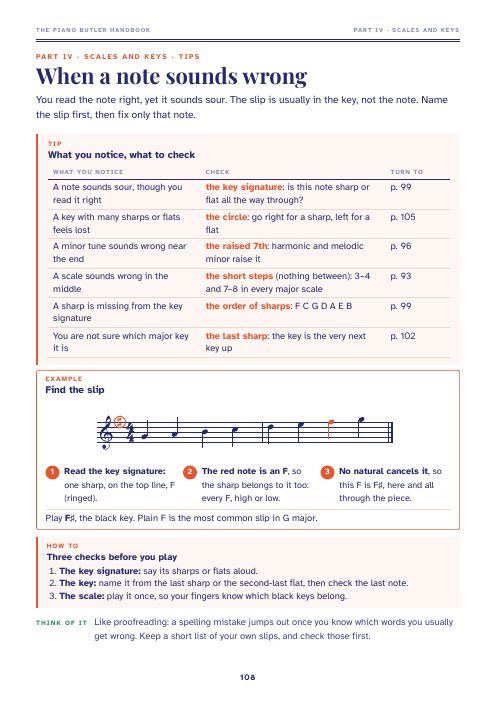 THE PIANO BUTLER HANDBOOK
PART IV · SCALES AND KEYS
PART IV · SCALES AND KEYS · TIPS
When a note sounds wrong
You read the note right, yet it sounds sour. The slip is usually in the key, not the note. Name
the slip first, then fix only that note.
TIP
What you notice, what to check
WHAT YOU NOTICE
CHECK
TURN TO
A note sounds sour, though you
read it right
the key signature: is this note sharp or
flat all the way through?
p. 99
A key with many sharps or flats
feels lost
the circle: go right for a sharp, left for a
flat
p. 105
A minor tune sounds wrong near
the end
the raised 7th: harmonic and melodic
minor raise it
p. 96
A scale sounds wrong in the
middle
the short steps (nothing between): 3–4
and 7–8 in every major scale
p. 93
A sharp is missing from the key
signature
the order of sharps: F C G D A E B
p. 99
You are not sure which major key
it is
the last sharp: the key is the very next
key up
p. 102
EXAMPLE
Find the slip
1 Read the key signature:
one sharp, on the top line, F
(ringed).
2 The red note is an F, so
the sharp belongs to it too:
every F, high or low.
3 No natural cancels it, so
this F is F♯, here and all
through the piece.
Play F♯, the black key. Plain F is the most common slip in G major.
HOW TO
Three checks before you play
1. The key signature: say its sharps or flats aloud.
2. The key: name it from the last sharp or the second-last flat, then check the last note.
3. The scale: play it once, so your fingers know which black keys belong.
THINK OF IT
Like proofreading: a spelling mistake jumps out once you know which words you usually
get wrong. Keep a short list of your own slips, and check those first.
108